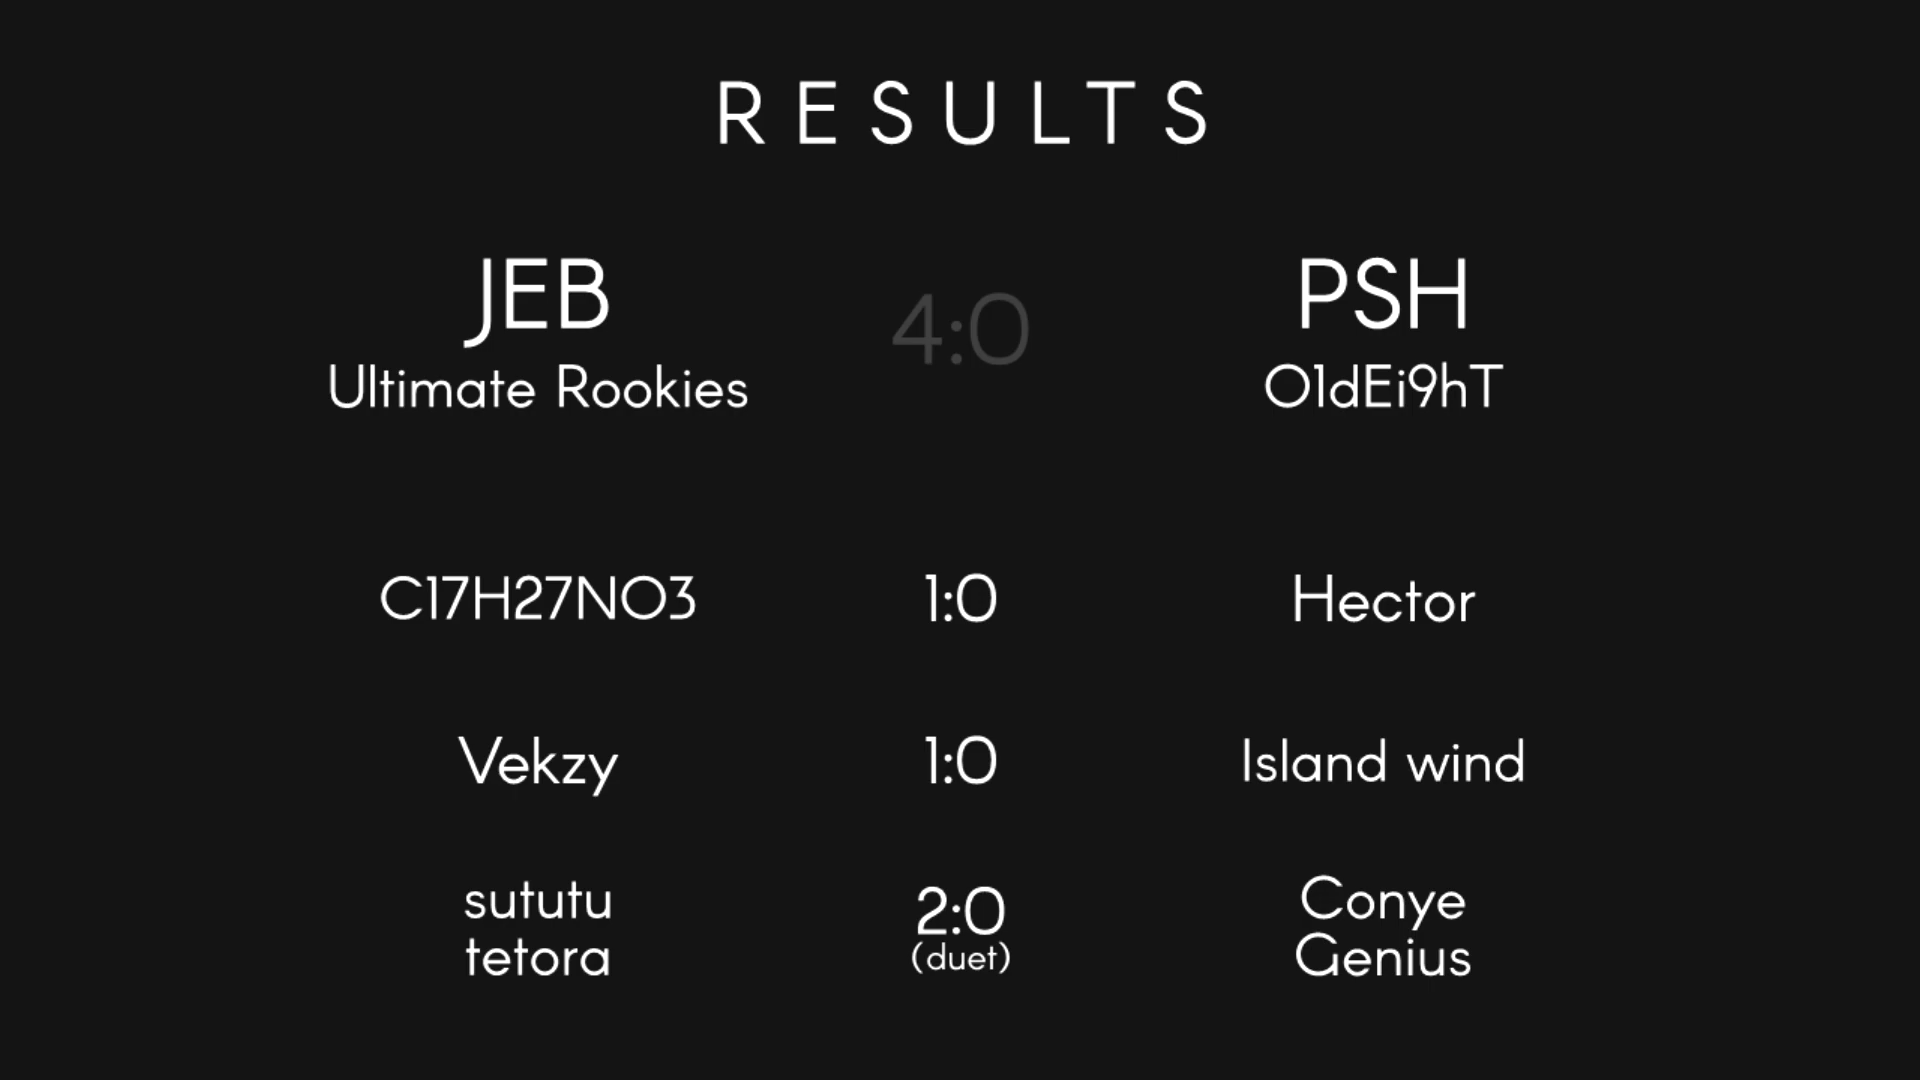 RESULTS
JEB 4:0 PSH
Ultimate Rookies O1dEi9hT
C17H27NO3 1:0 Hector
Vekzy 1:0 Island wind
sututu 2:0 Conye
tetora (duet) Genius